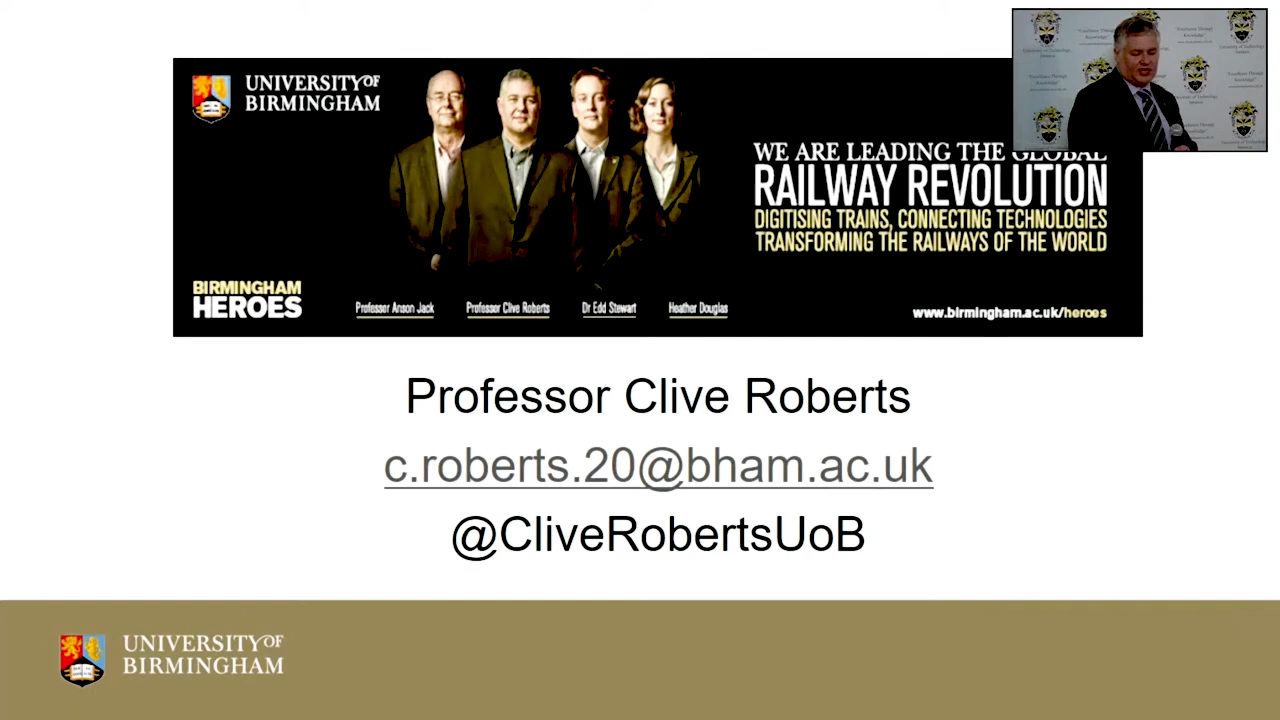 UNIVERSITY OF
BIRMINGHAM
WE ARE LEADING THE GLOBAL
RAILWAY REVOLUTION
DIGITISING TRAINS, CONNECTING TECHNOLOGIES
TRANSFORMING THE RAILWAYS OF THE WORLD
BIRMINGHAM
HEROES
Professor Anson Jack
Professor Clive Roberts
Dr Edd Stewart
Heather Douglas
www.birmingham.ac.uk/heroes
Professor Clive Roberts
c.roberts.20@bham.ac.uk
@CliveRobertsUoB
UNIVERSITY OF
BIRMINGHAM